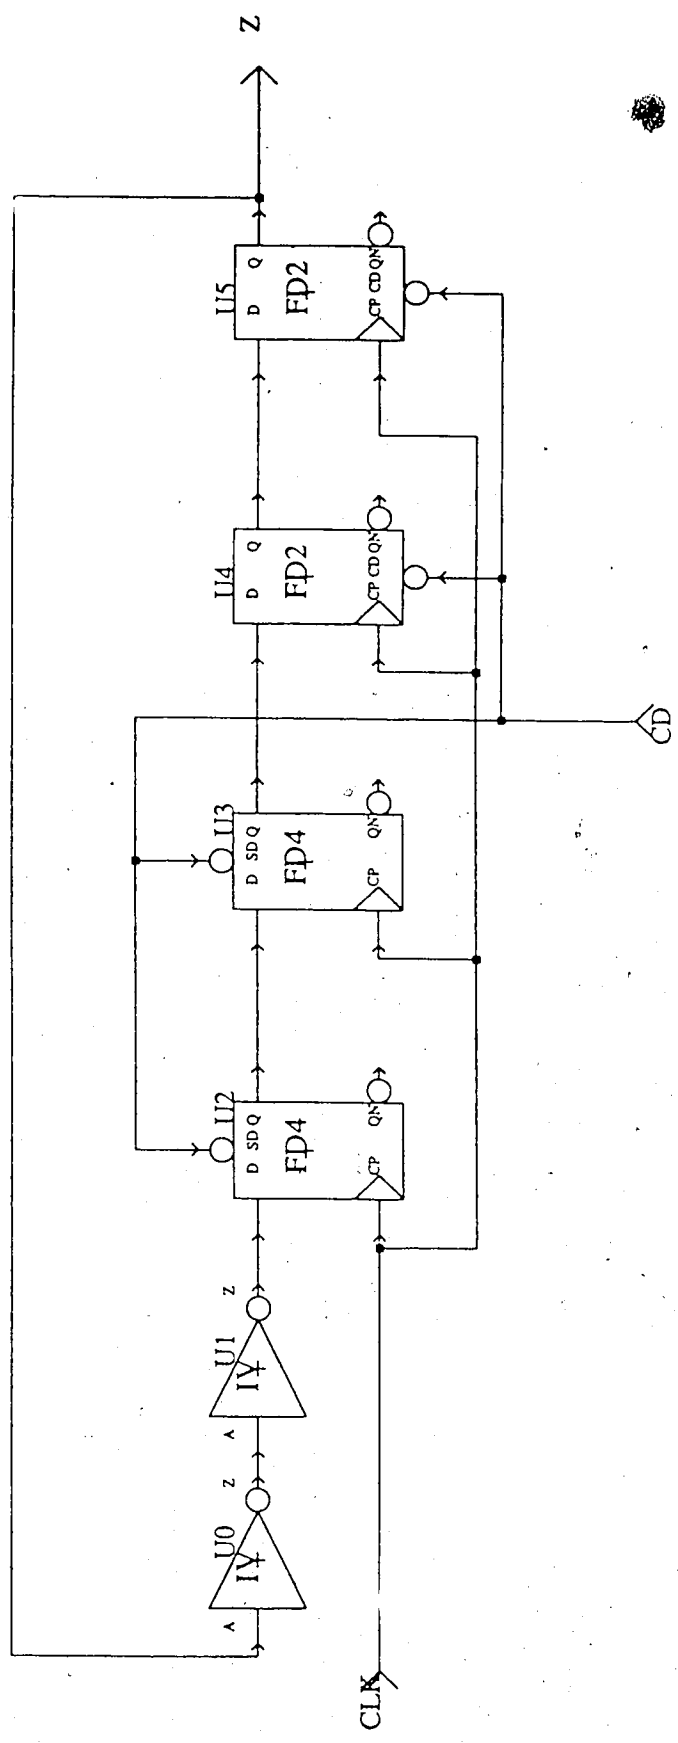 Z
U5
D Q
FD2
CP CD QN
U4
D Q
FD2
CP CD QN
CD
U3
D SD Q
FD4
CP QN
U2
D SD Q
FD4
CP QN
Z
U1
IV
A
Z
U0
IV
A
CLK